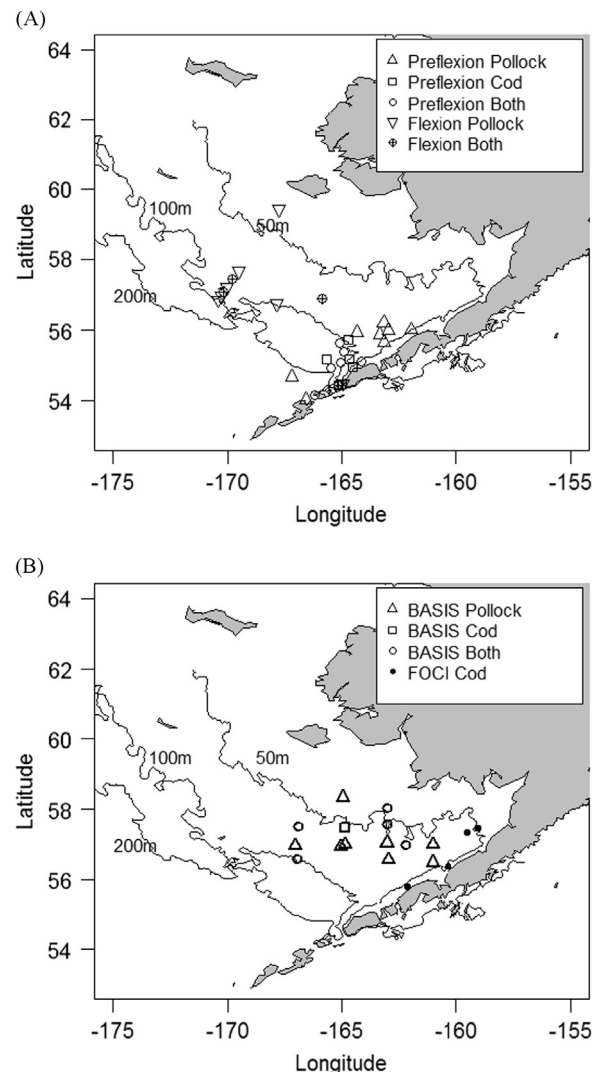 (A)
64
62
60
58
56
54
Latitude
100m
50m
200m
Preflexion Pollock
Preflexion Cod
Preflexion Both
Flexion Pollock
Flexion Both
-175
-170
-165
-160
-155
Longitude
(B)
64
62
60
58
56
54
Latitude
100m
50m
200m
BASIS Pollock
BASIS Cod
BASIS Both
FOCI Cod
-175
-170
-165
-160
-155
Longitude